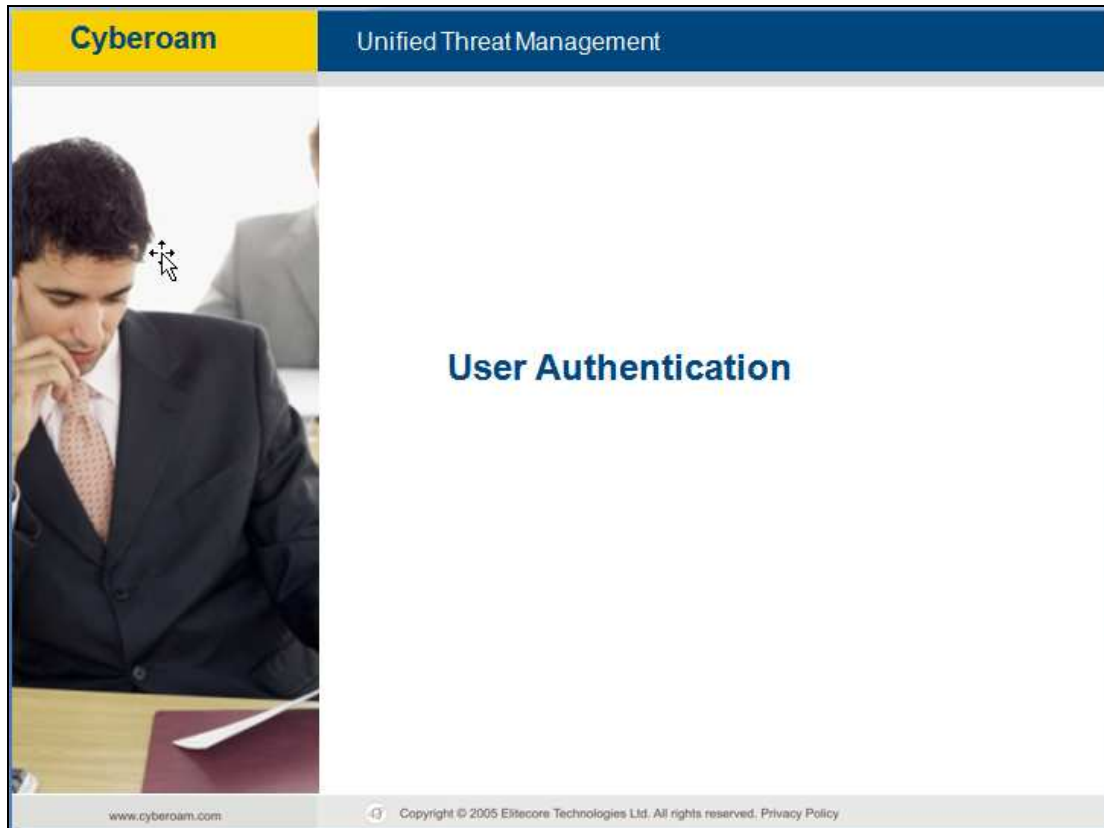 Cyberoam
Unified Threat Management
User Authentication
www.cyberoam.com
Copyright © 2005 Elitecore Technologies Ltd. All rights reserved. Privacy Policy